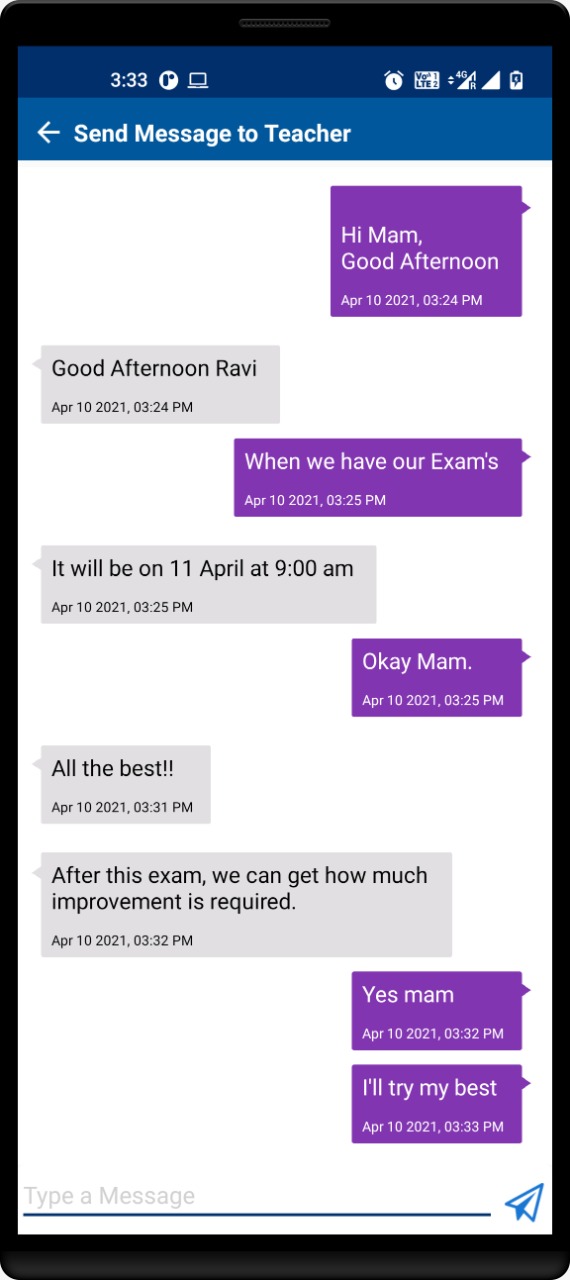 3:33
Vo 1
LTE 2
4G
R
Send Message to Teacher
Hi Mam,
Good Afternoon
Apr 10 2021, 03:24 PM
Good Afternoon Ravi
Apr 10 2021, 03:24 PM
When we have our Exam's
Apr 10 2021, 03:25 PM
It will be on 11 April at 9:00 am
Apr 10 2021, 03:25 PM
Okay Mam.
Apr 10 2021, 03:25 PM
All the best!!
Apr 10 2021, 03:31 PM
After this exam, we can get how much
improvement is required.
Apr 10 2021, 03:32 PM
Yes mam
Apr 10 2021, 03:32 PM
I'll try my best
Apr 10 2021, 03:33 PM
Type a Message